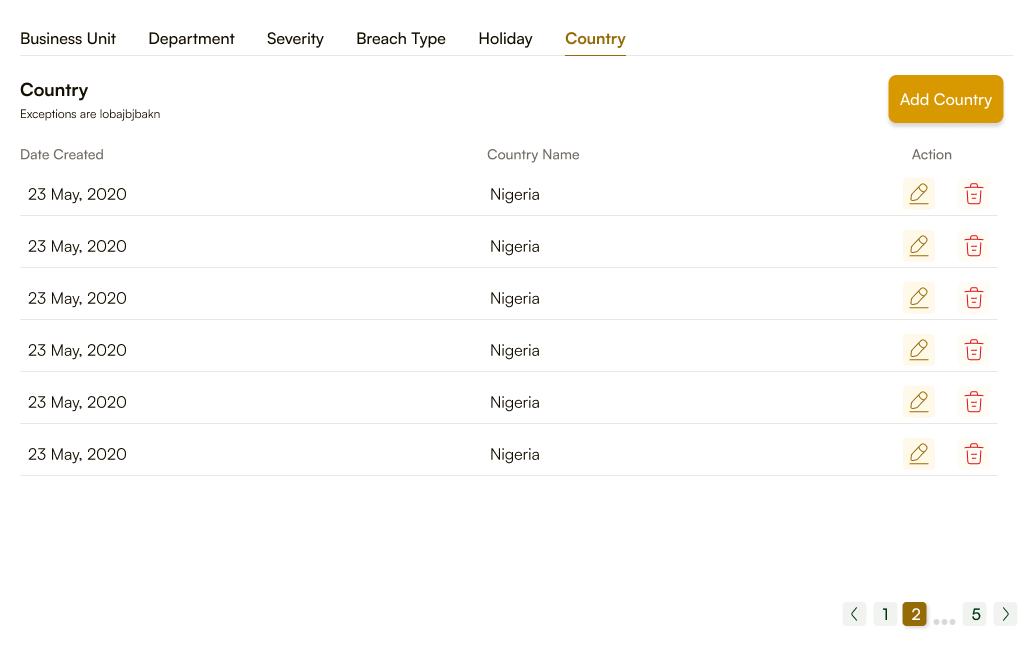 Business Unit Department Severity Breach Type Holiday Country
Country
Exceptions are lobajbjbakn
Add Country
Date Created Country Name Action
23 May, 2020 Nigeria
23 May, 2020 Nigeria
23 May, 2020 Nigeria
23 May, 2020 Nigeria
23 May, 2020 Nigeria
23 May, 2020 Nigeria
1 2 ... 5